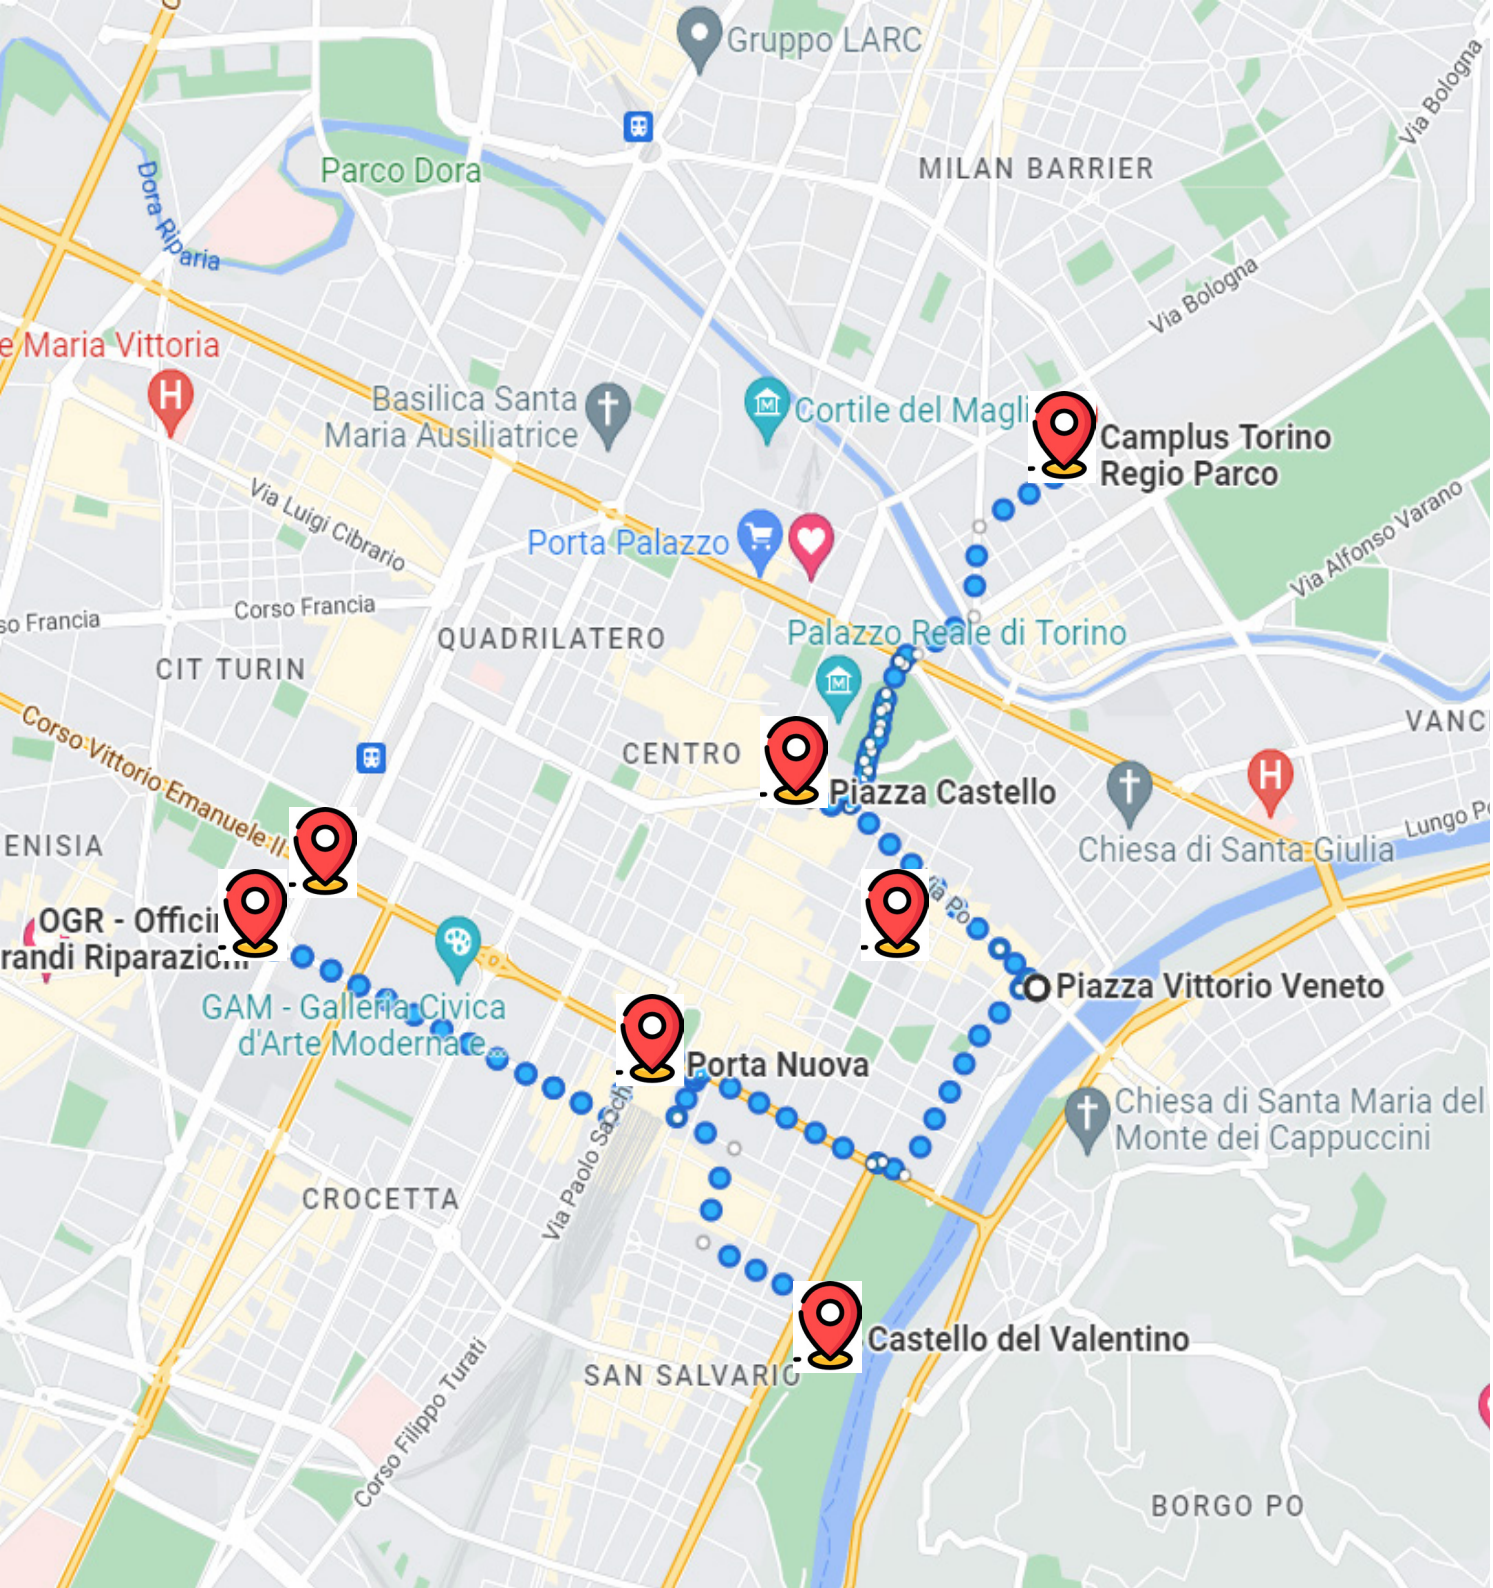 Gruppo LARC
MILAN BARRIER
Via Bologna
Parco Dora
Dora Riparia
Via Bologna
e Maria Vittoria
H
Basilica Santa
Maria Ausiliatrice
Cortile del Magli
Camplus Torino
Regio Parco
Via Luigi Cibrario
Via Alfonso Varano
Porta Palazzo
so Francia
Corso Francia
QUADRILATERO
Palazzo Reale di Torino
CIT TURIN
Corso Vittorio Emanuele II
CENTRO
VANC
Piazza Castello
H
Lungo Po
ENISIA
Chiesa di Santa Giulia
Via Po
OGR - Offici
randi Riparazioni
Piazza Vittorio Veneto
GAM - Galleria Civica
d'Arte Moderna e...
Porta Nuova
Via Paolo Sacchi
Chiesa di Santa Maria del
Monte dei Cappuccini
CROCETTA
Castello del Valentino
SAN SALVARIO
Corso Filippo Turati
BORGO PO